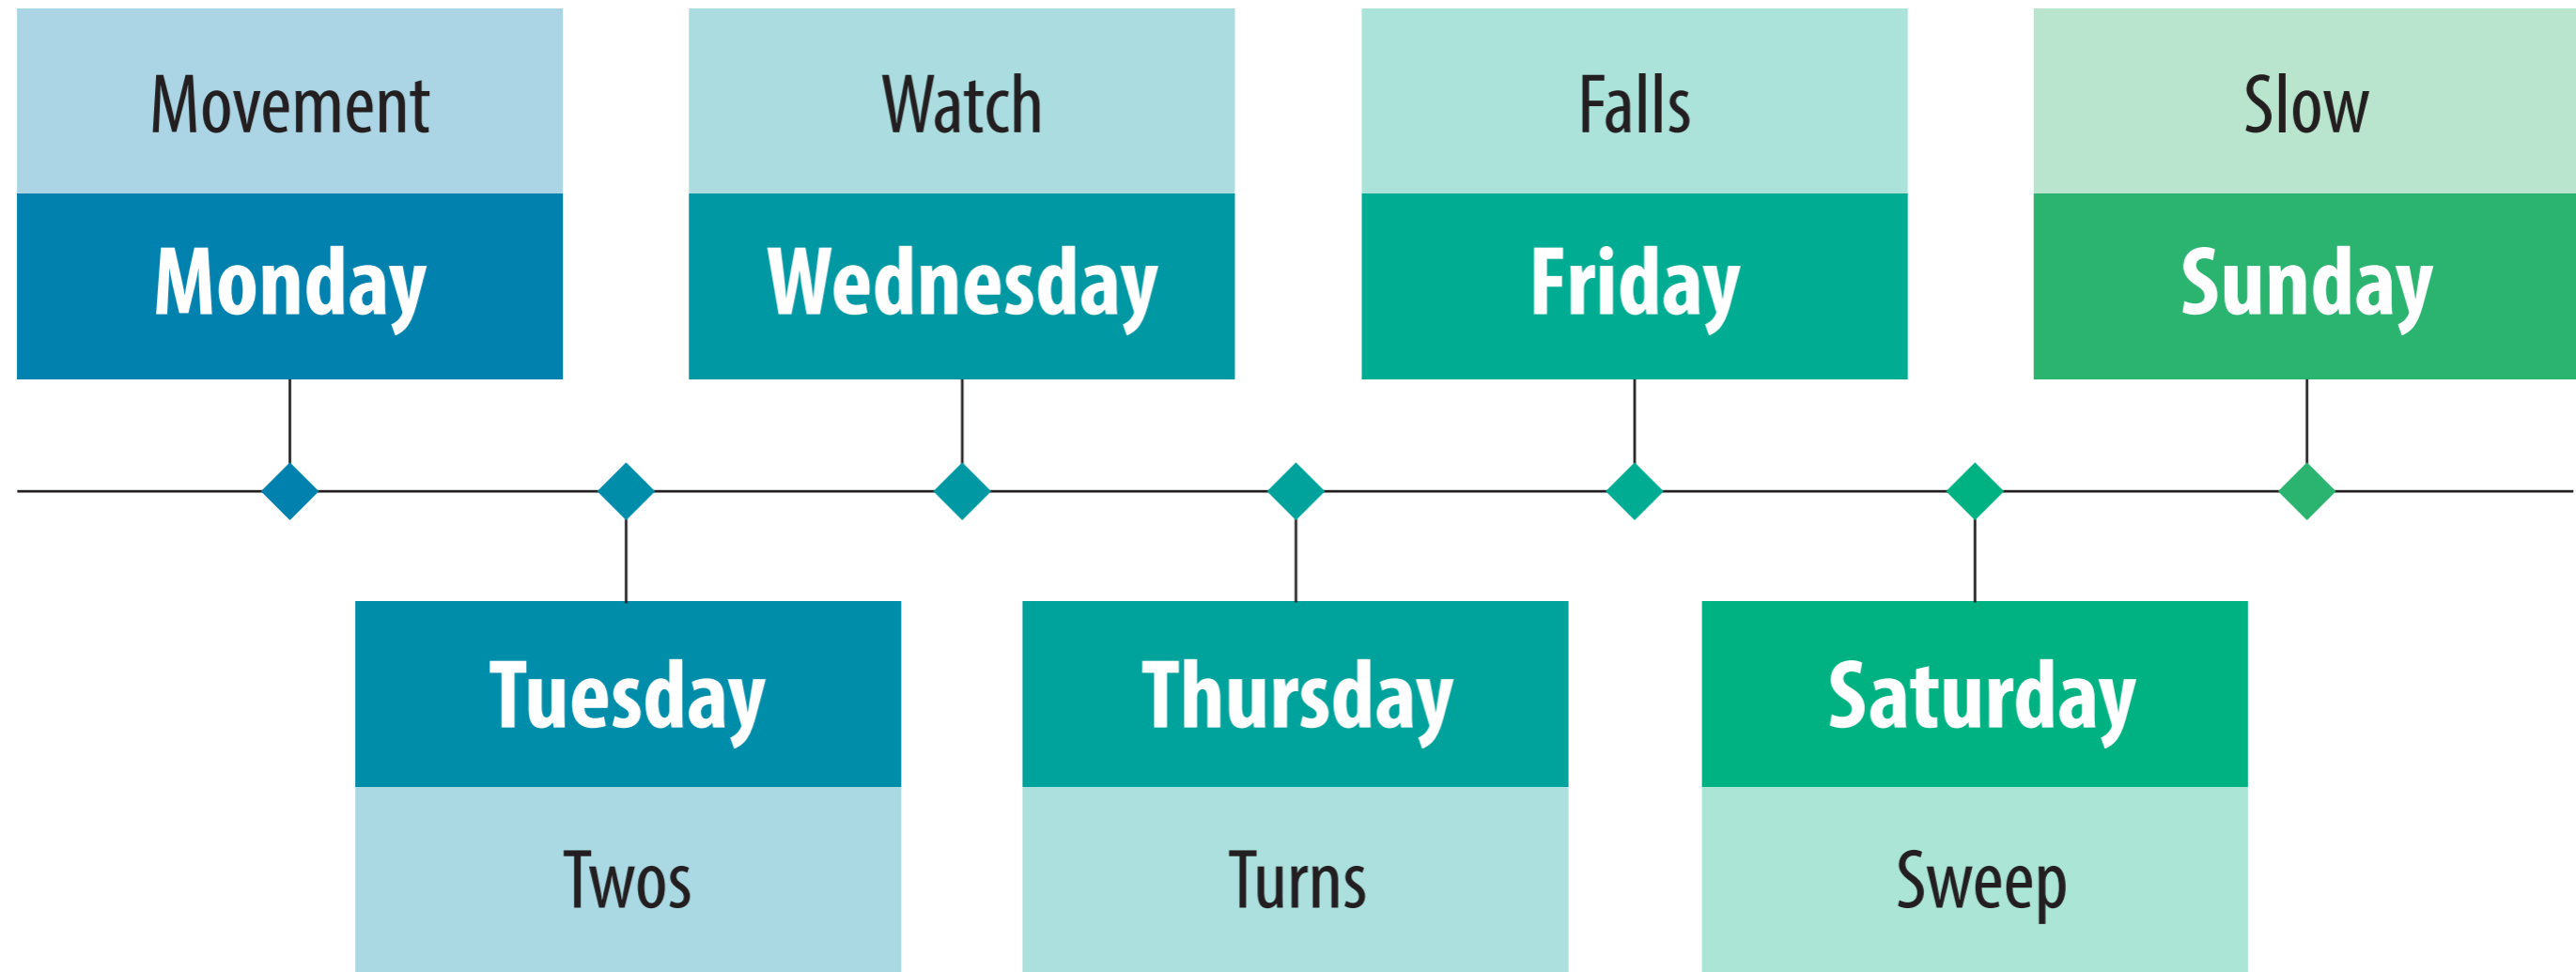 Movement
Monday
Watch
Wednesday
Falls
Friday
Slow
Sunday
Tuesday
Twos
Thursday
Turns
Saturday
Sweep